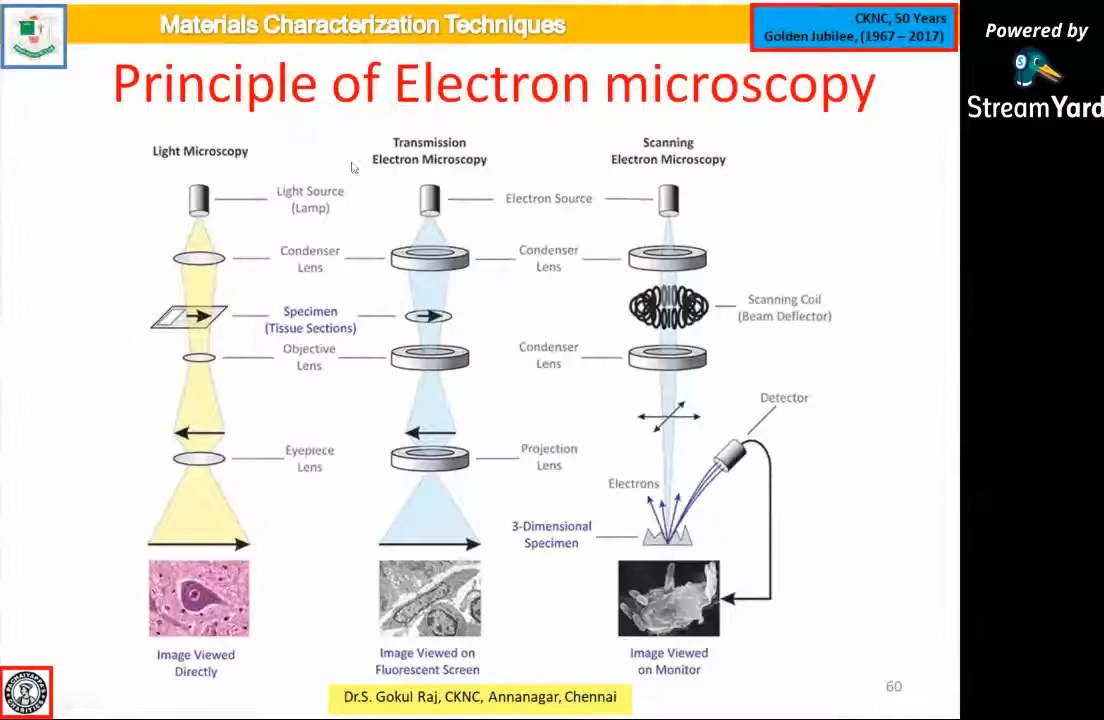 Materials Characterization Techniques
CKNC, 50 Years
Golden Jubilee, (1967 – 2017)
Powered by
StreamYard
Principle of Electron microscopy
Light Microscopy
Transmission
Electron Microscopy
Scanning
Electron Microscopy
Light Source
(Lamp)
Electron Source
Condenser
Lens
Condenser
Lens
Specimen
(Tissue Sections)
Scanning Coil
(Beam Deflector)
Objective
Lens
Condenser
Lens
Detector
Eyepiece
Lens
Projection
Lens
Electrons
3-Dimensional
Specimen
Image Viewed
Directly
Image Viewed on
Fluorescent Screen
Image Viewed
on Monitor
Dr.S. Gokul Raj, CKNC, Annanagar, Chennai
60